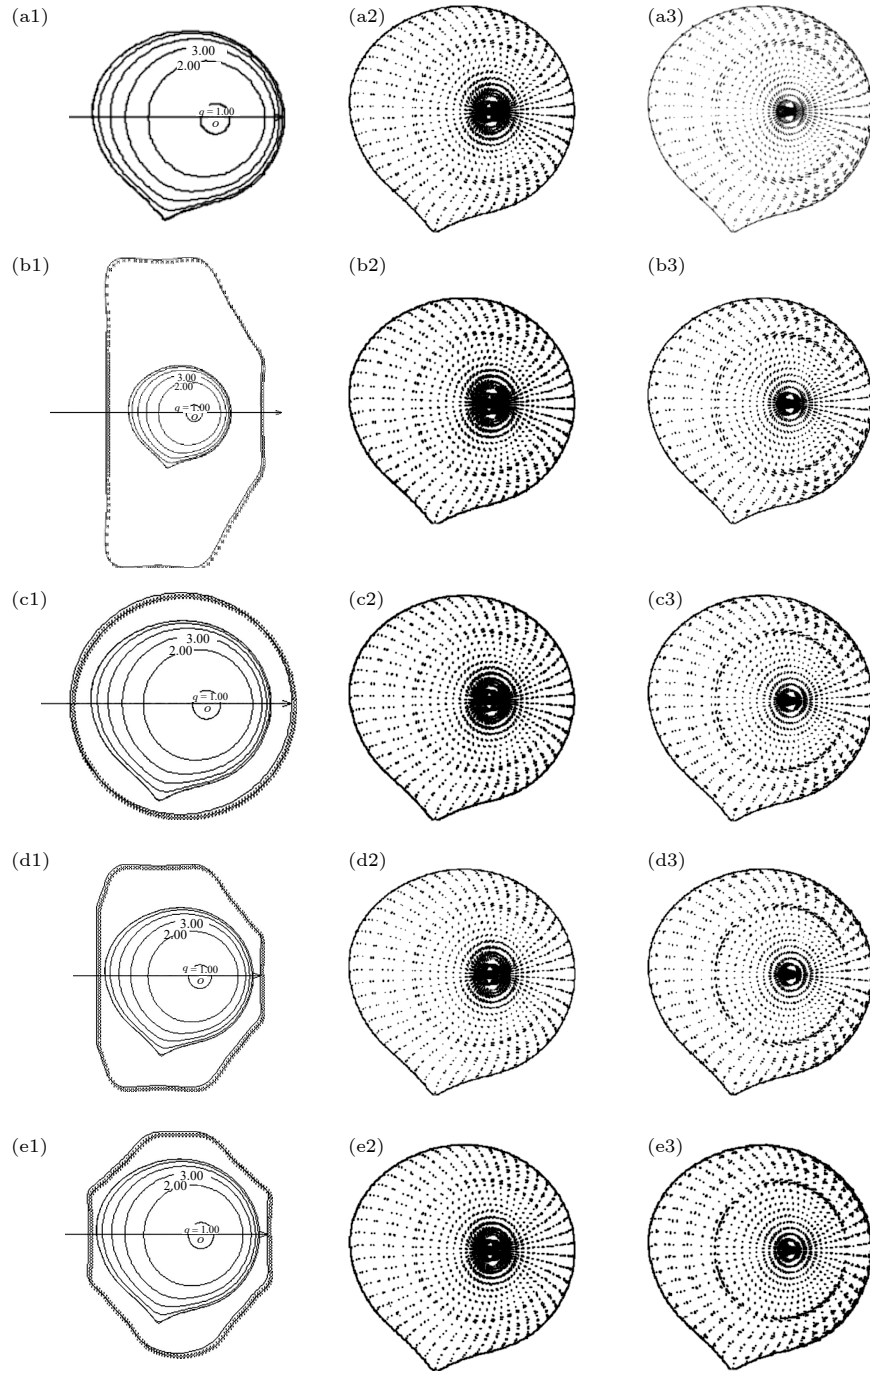 (a1) (a2) (a3)
3.00
2.00
q = 1.00
O
(b1) (b2) (b3)
3.00
2.00
q = 1.00
O
(c1) (c2) (c3)
3.00
2.00
q = 1.00
O
(d1) (d2) (d3)
3.00
2.00
q = 1.00
O
(e1) (e2) (e3)
3.00
2.00
q = 1.00
O